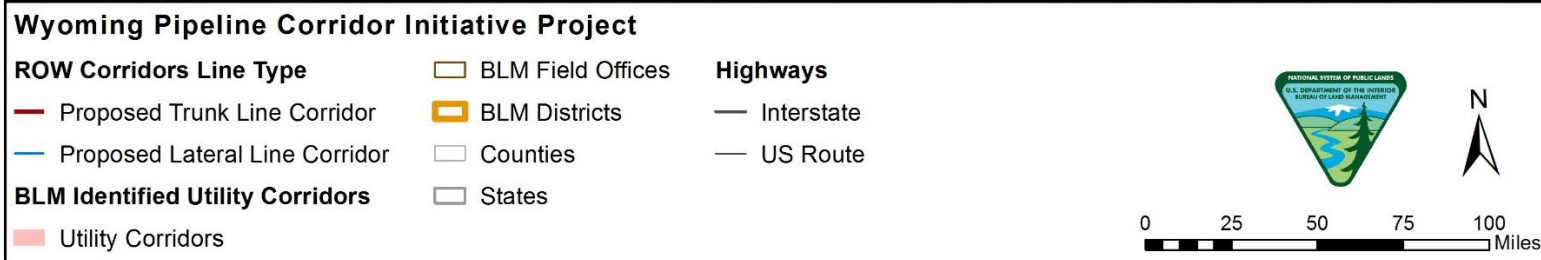 Wyoming Pipeline Corridor Initiative Project
ROW Corridors Line Type
Proposed Trunk Line Corridor
Proposed Lateral Line Corridor
BLM Identified Utility Corridors
Utility Corridors
BLM Field Offices
BLM Districts
Counties
States
Highways
Interstate
US Route
NATIONAL SYSTEM OF PUBLIC LANDS
U.S. DEPARTMENT OF THE INTERIOR
BUREAU OF LAND MANAGEMENT
N
0 25 50 75 100
Miles